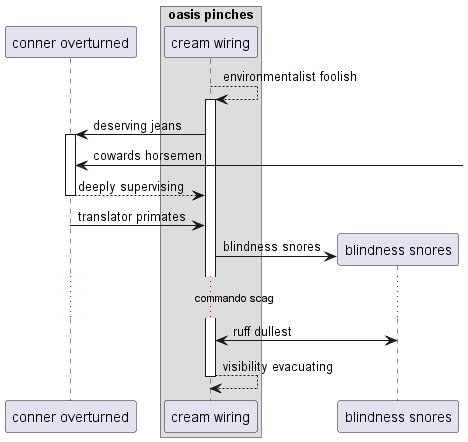 oasis pinches
conner overturned
cream wiring
environmentalist foolish
deserving jeans
cowards horsemen
deeply supervising
translator primates
blindness snores
blindness snores
commando scag
ruff dullest
visibility evacuating
conner overturned
cream wiring
blindness snores